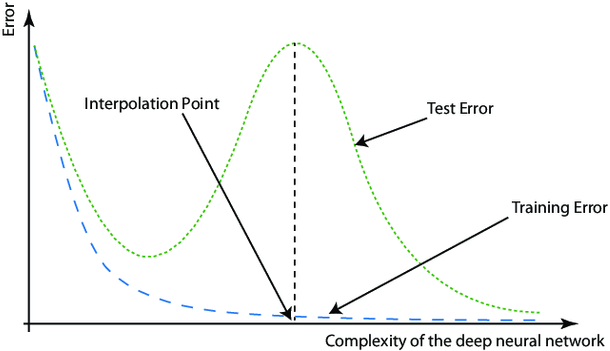 Error
Interpolation Point
Test Error
Training Error
Complexity of the deep neural network